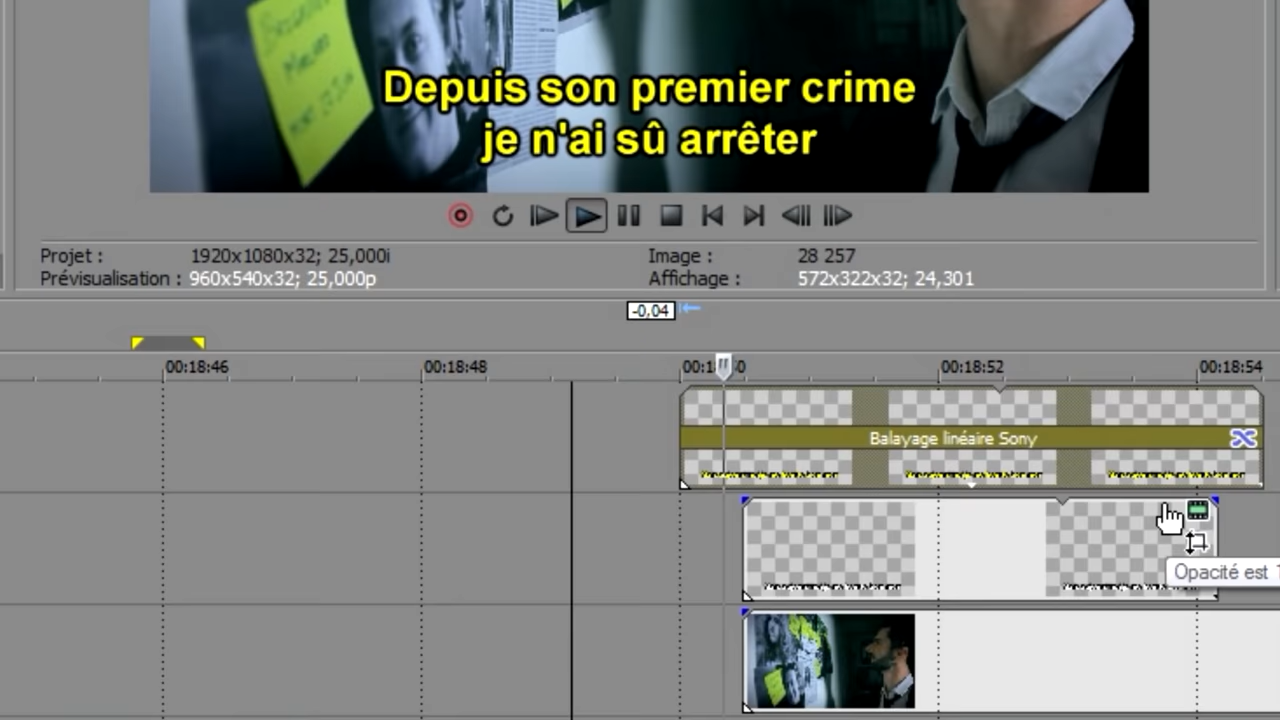 Depuis son premier crime
je n'ai sû arrêter
Projet : 1920x1080x32; 25,000i Image : 28 257
Prévisualisation : 960x540x32; 25,000p Affichage : 572x322x32; 24,301
-0,04
00:18:46 00:18:48 00:18:52 00:18:54
Balayage linéaire Sony
Opacité est